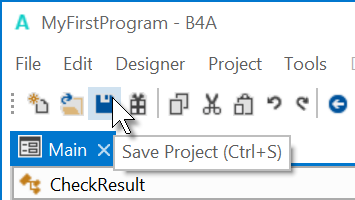 MyFirstProgram - B4A
File Edit Designer Project Tools
Main
Save Project (Ctrl+S)
CheckResult